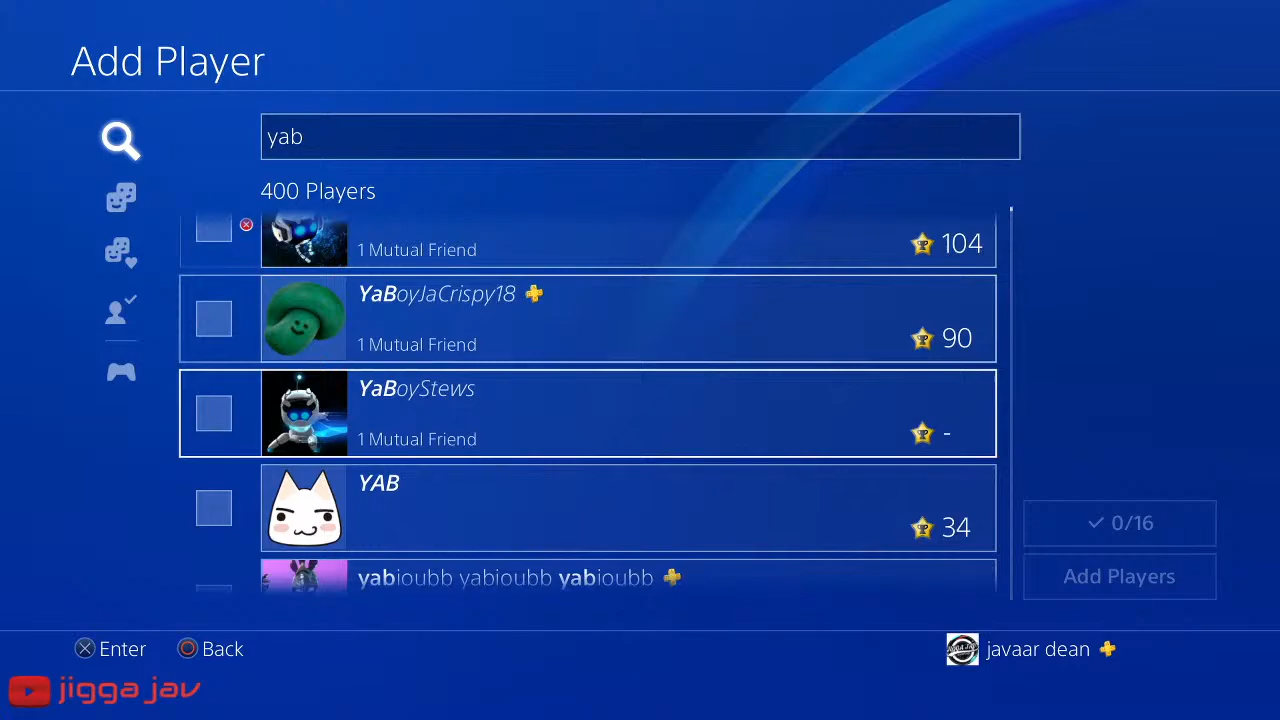 Add Player
yab
400 Players
1 Mutual Friend
104
YaBoyJaCrispy18
1 Mutual Friend
90
YaBoyStews
1 Mutual Friend
-
YAB
34
yabioubb yabioubb yabioubb
0/16
Add Players
Enter
Back
javaar dean
jigga jav